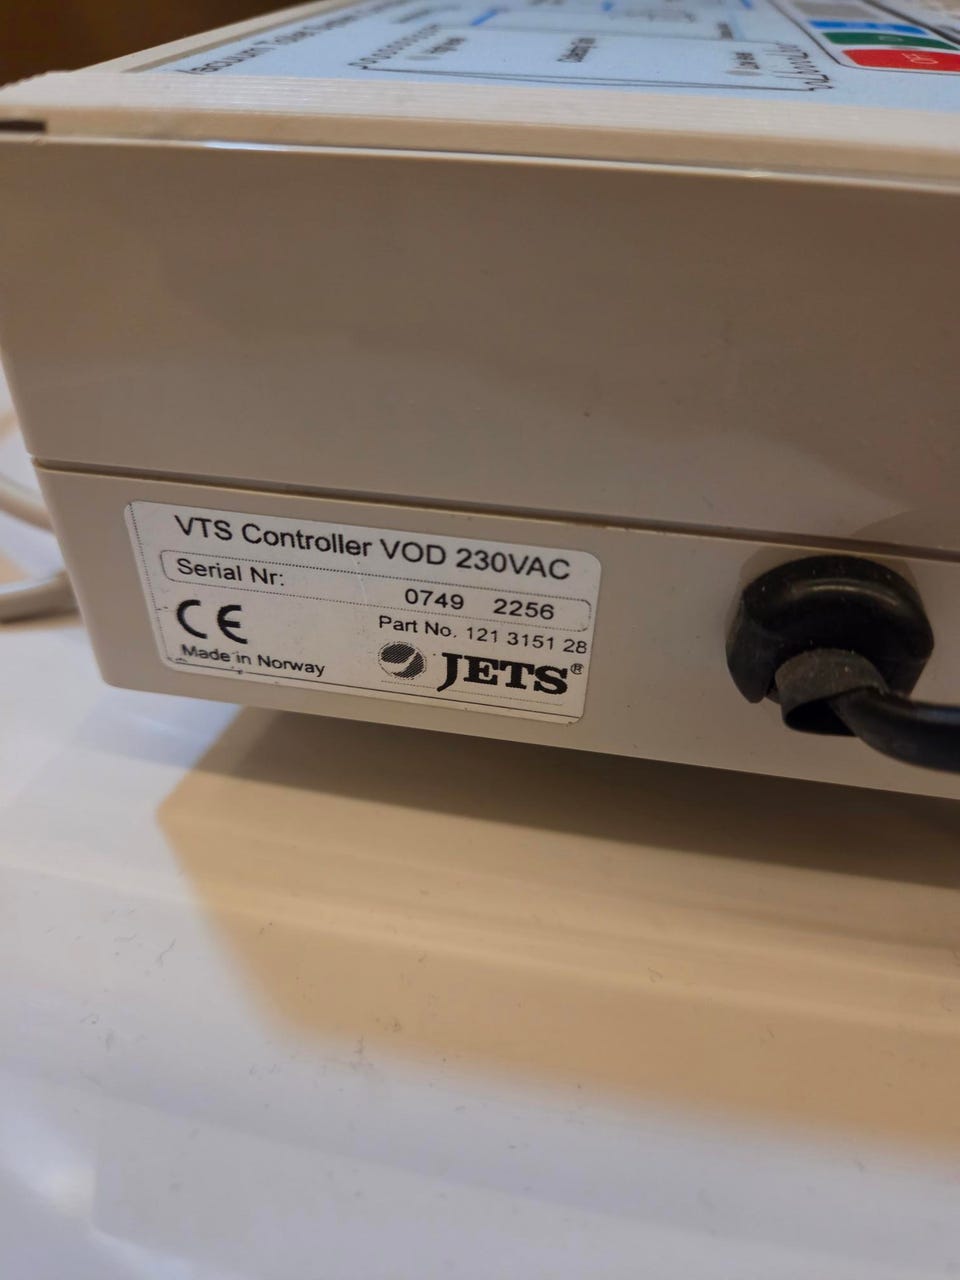 VTS Controller VOD 230VAC
Serial Nr:
0749 2256
Part No. 121 3151 28
CE
Made in Norway
JETS®